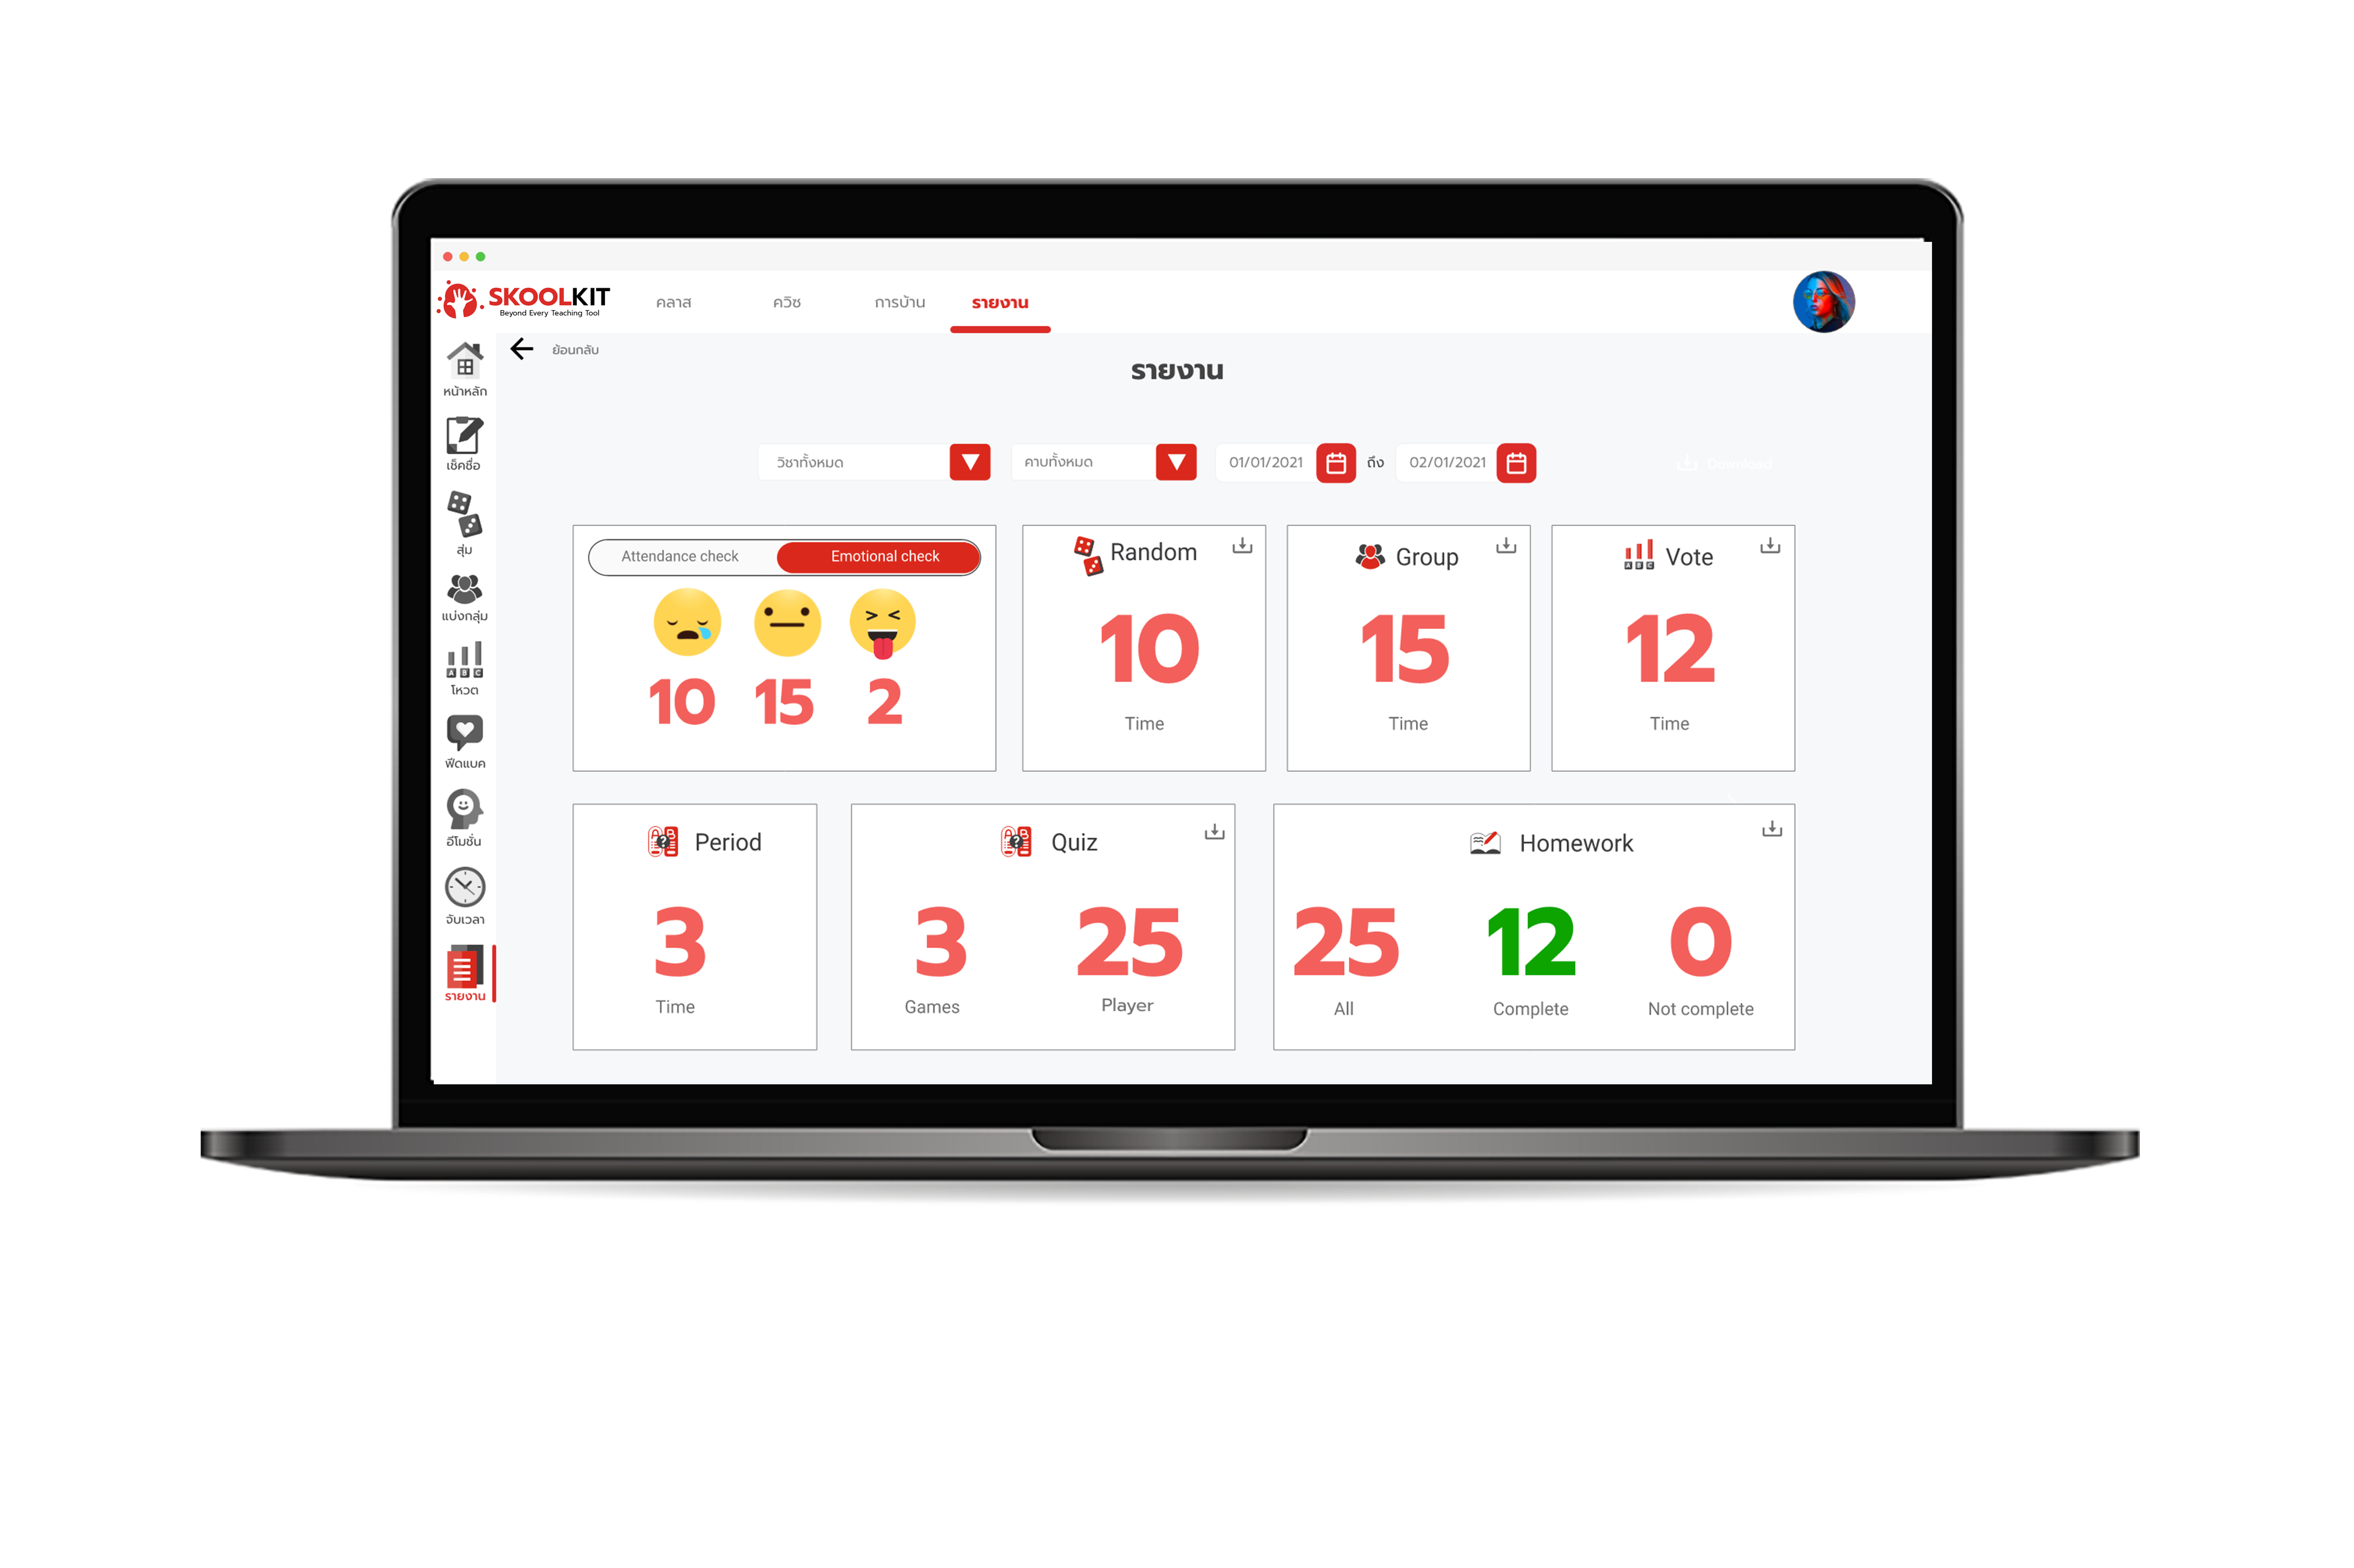 SKOOLKIT
Beyond Every Teaching Tool
คลาส
ควิซ
การบ้าน
รายงาน
ย้อนกลับ
รายงาน
หน้าหลัก
เช็คชื่อ
สุ่ม
แบ่งกลุ่ม
โหวต
A B C
ฟีดแบค
อีโมชั่น
จับเวลา
รายงาน
วิชาทั้งหมด
คาบทั้งหมด
01/01/2021
ถึง
02/01/2021
Download
Attendance check
Emotional check
10 15 2
Random
10
Time
Group
15
Time
A B C
Vote
12
Time
Period
3
Time
Quiz
3 25
Games Player
Homework
25 12 0
All Complete Not complete